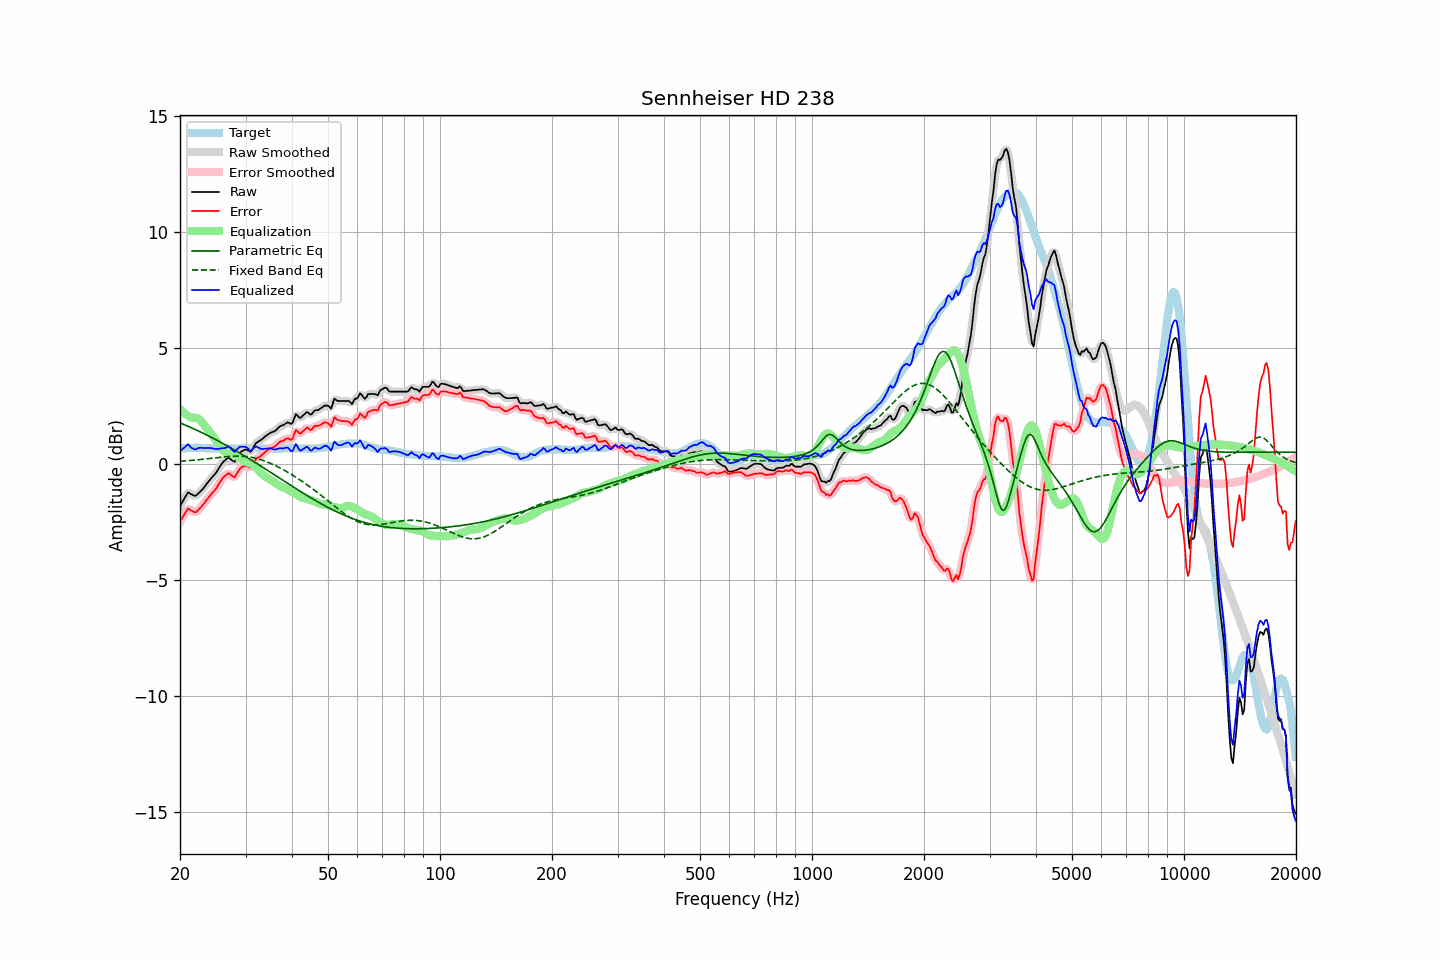 Sennheiser HD 238
15
10
5
0
−5
−10
−15
Amplitude (dBr)
Target
Raw Smoothed
Error Smoothed
Raw
Error
Equalization
Parametric Eq
Fixed Band Eq
Equalized
20 50 100 200 500 1000 2000 5000 10000 20000
Frequency (Hz)